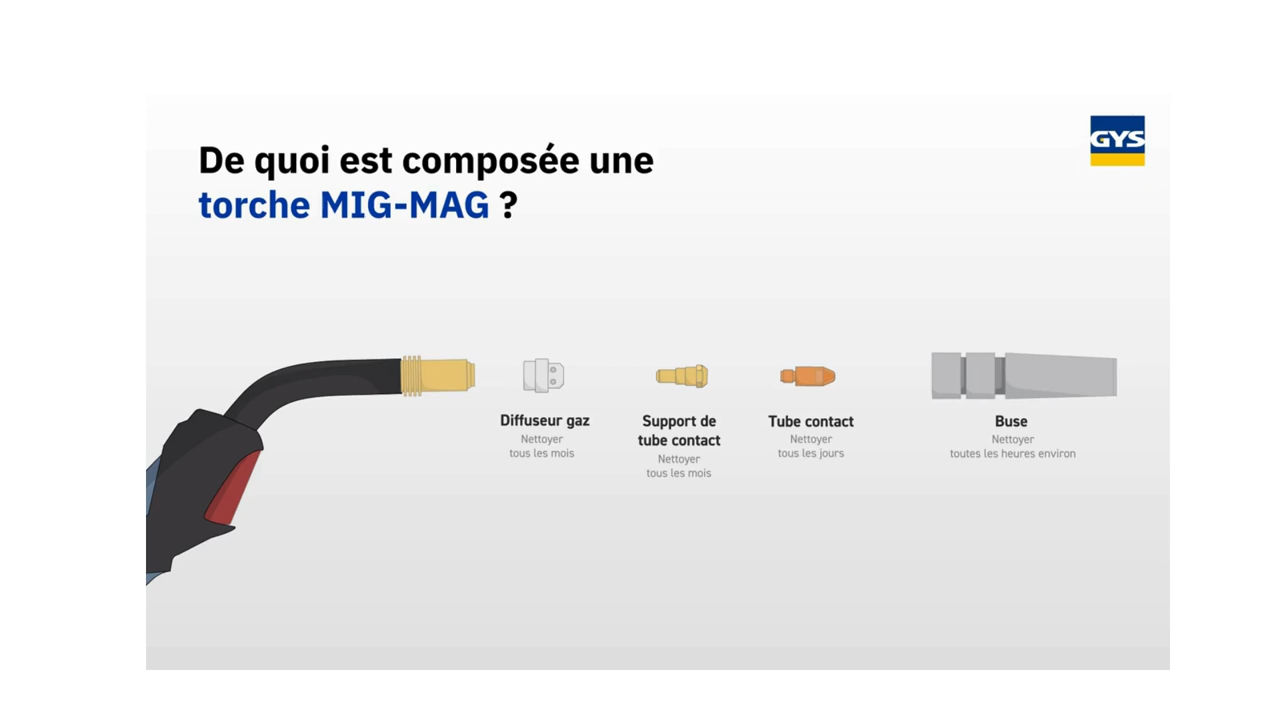 De quoi est composée une
torche MIG-MAG ?
GYS
Diffuseur gaz
Nettoyer
tous les mois
Support de
tube contact
Nettoyer
tous les mois
Tube contact
Nettoyer
tous les jours
Buse
Nettoyer
toutes les heures environ